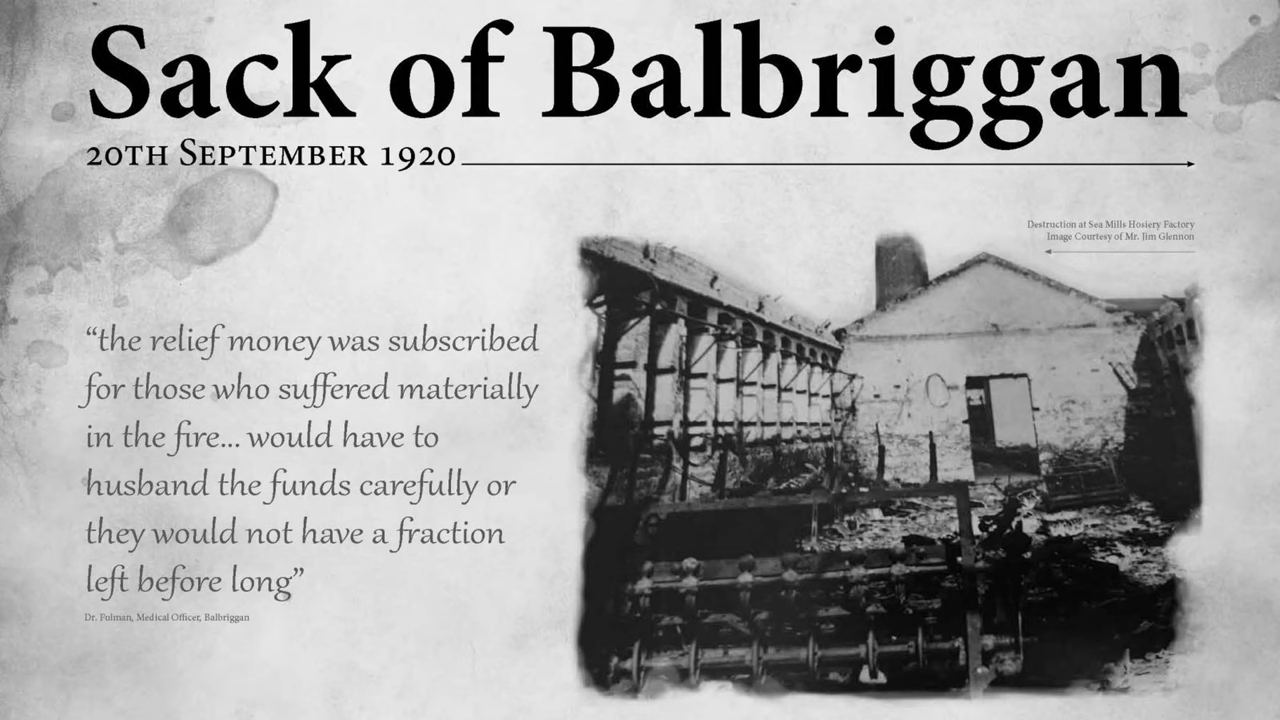 Sack of Balbriggan
20TH SEPTEMBER 1920
Destruction at Sea Mills Hosiery Factory
Image Courtesy of Mr. Jim Glennon
“the relief money was subscribed
for those who suffered materially
in the fire... would have to
husband the funds carefully or
they would not have a fraction
left before long”
Dr. Fulman, Medical Officer, Balbriggan